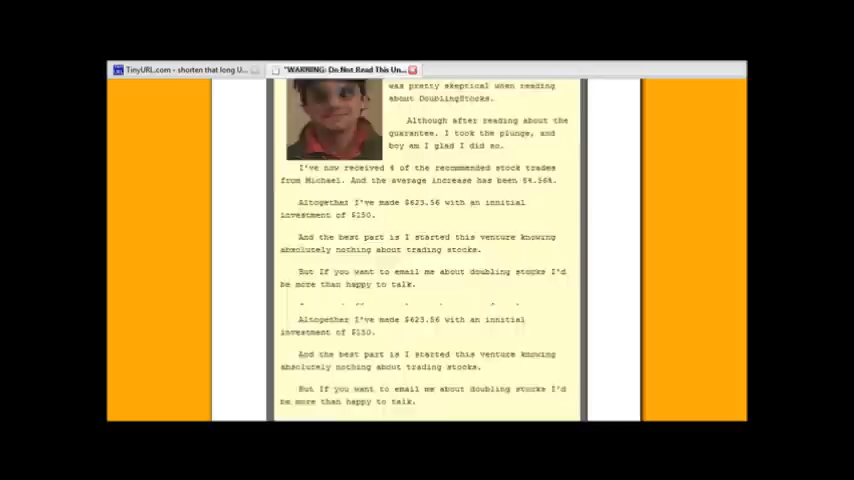 TinyURL.com - shorten that long U...
"WARNING: Do Not Read This Un...
was pretty skeptical when reading
about DoublingStocks.
Although after reading about the
guarantee. I took the plunge, and
boy am I glad I did so.
I've now received 4 of the recommended stock trades
from Michael. And the average increase has been 54.56%.
Altogether I've made $623.56 with an innitial
investment of $150.
And the best part is I started this venture knowing
absolutely nothing about trading stocks.
But If you want to email me about doubling stocks I'd
be more than happy to talk.
Altogether I've made $623.56 with an innitial
investment of $150.
And the best part is I started this venture knowing
absolutely nothing about trading stocks.
But If you want to email me about doubling stocks I'd
be more than happy to talk.